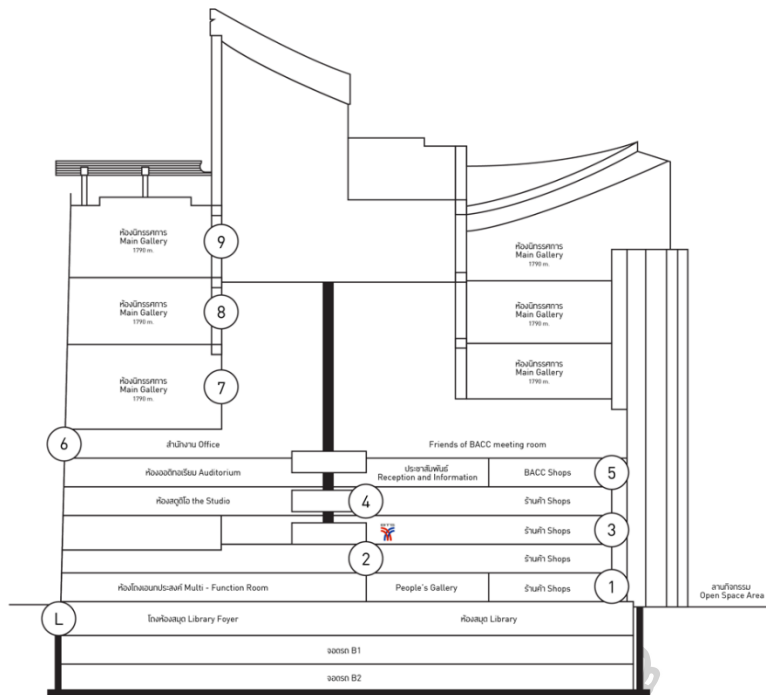 ห้องนิทรรศการ
Main Gallery
1790 m.
9
ห้องนิทรรศการ
Main Gallery
1790 m.
ห้องนิทรรศการ
Main Gallery
1790 m.
8
ห้องนิทรรศการ
Main Gallery
1790 m.
ห้องนิทรรศการ
Main Gallery
1790 m.
7
ห้องนิทรรศการ
Main Gallery
1790 m.
6
สำนักงาน Office
Friends of BACC meeting room
ห้องออดิทอเรียม Auditorium
ประชาสัมพันธ์
Reception and Information
BACC Shops
5
ห้องสตูดิโอ the Studio
4
ร้านค้า Shops
ร้านค้า Shops
3
2
ร้านค้า Shops
ห้องโถงเอนกประสงค์ Multi - Function Room
People's Gallery
ร้านค้า Shops
1
ลานกิจกรรม
Open Space Area
L
โถงห้องสมุด Library Foyer
ห้องสมุด Library
จอดรถ B1
จอดรถ B2